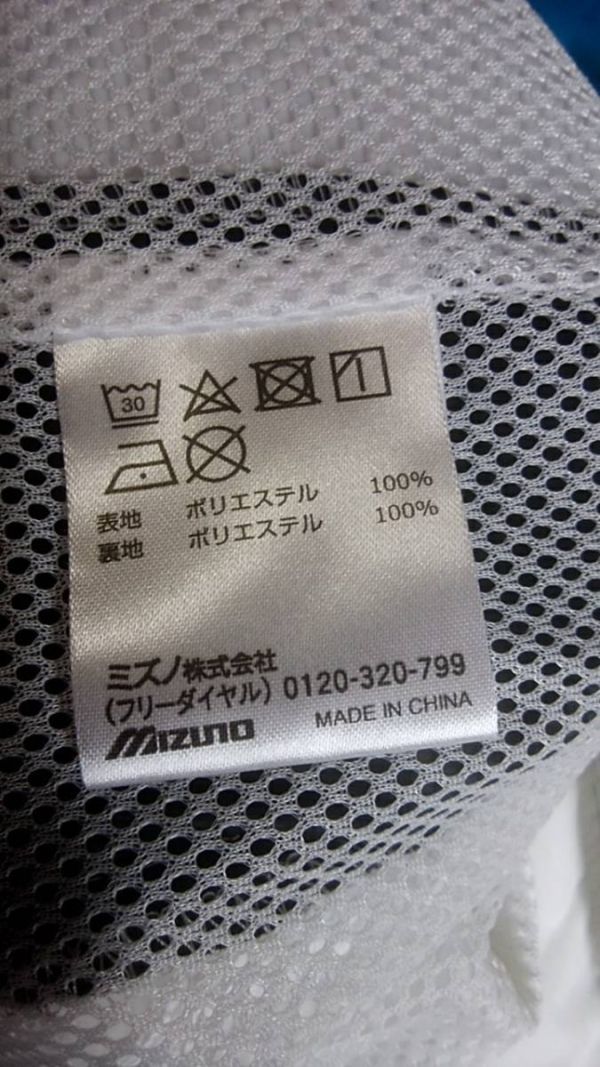 30
表地 ポリエステル 100%
裏地 ポリエステル 100%
ミズノ株式会社
(フリーダイヤル) 0120-320-799
MIZUNO MADE IN CHINA